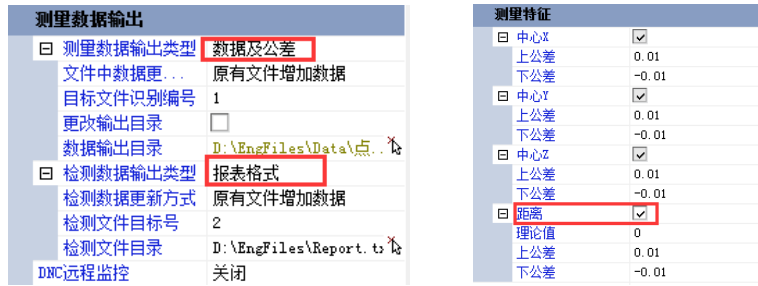 测量数据输出
测量数据输出类型 数据及公差
文件中数据更... 原有文件增加数据
目标文件识别编号 1
更改输出目录
数据输出目录 D:\EngFiles\Data\点..
检测数据输出类型 报表格式
检测数据更新方式 原有文件增加数据
检测文件目标号 2
检测文件目录 D:\EngFiles\Report.t
DNC远程监控 关闭
测量特征
中心X
上公差 0.01
下公差 -0.01
中心Y
上公差 0.01
下公差 -0.01
中心Z
上公差 0.01
下公差 -0.01
距离
理论值 0
上公差 0.01
下公差 -0.01